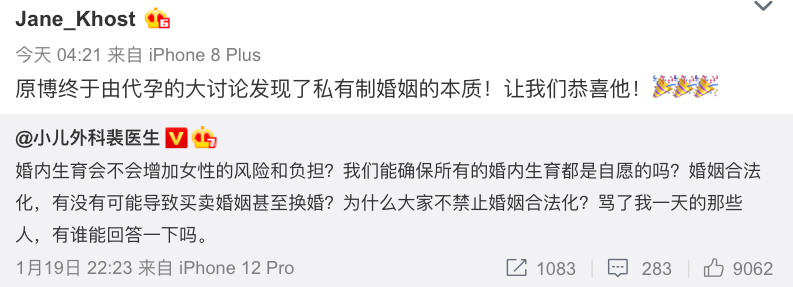 Jane_Khost
今天 04:21 来自 iPhone 8 Plus
原博终于由代孕的大讨论发现了私有制婚姻的本质！让我们恭喜他！🎉🎉🎉
@小儿外科裴医生
婚内生育会不会增加女性的风险和负担？我们能确保所有的婚内生育都是自愿的吗？婚姻合法
化，有没有可能导致买卖婚姻甚至换婚？为什么大家不禁止婚姻合法化？骂了我一天的那些
人，有谁能回答一下吗。
1月19日 22:23 来自 iPhone 12 Pro 1083 283 9062